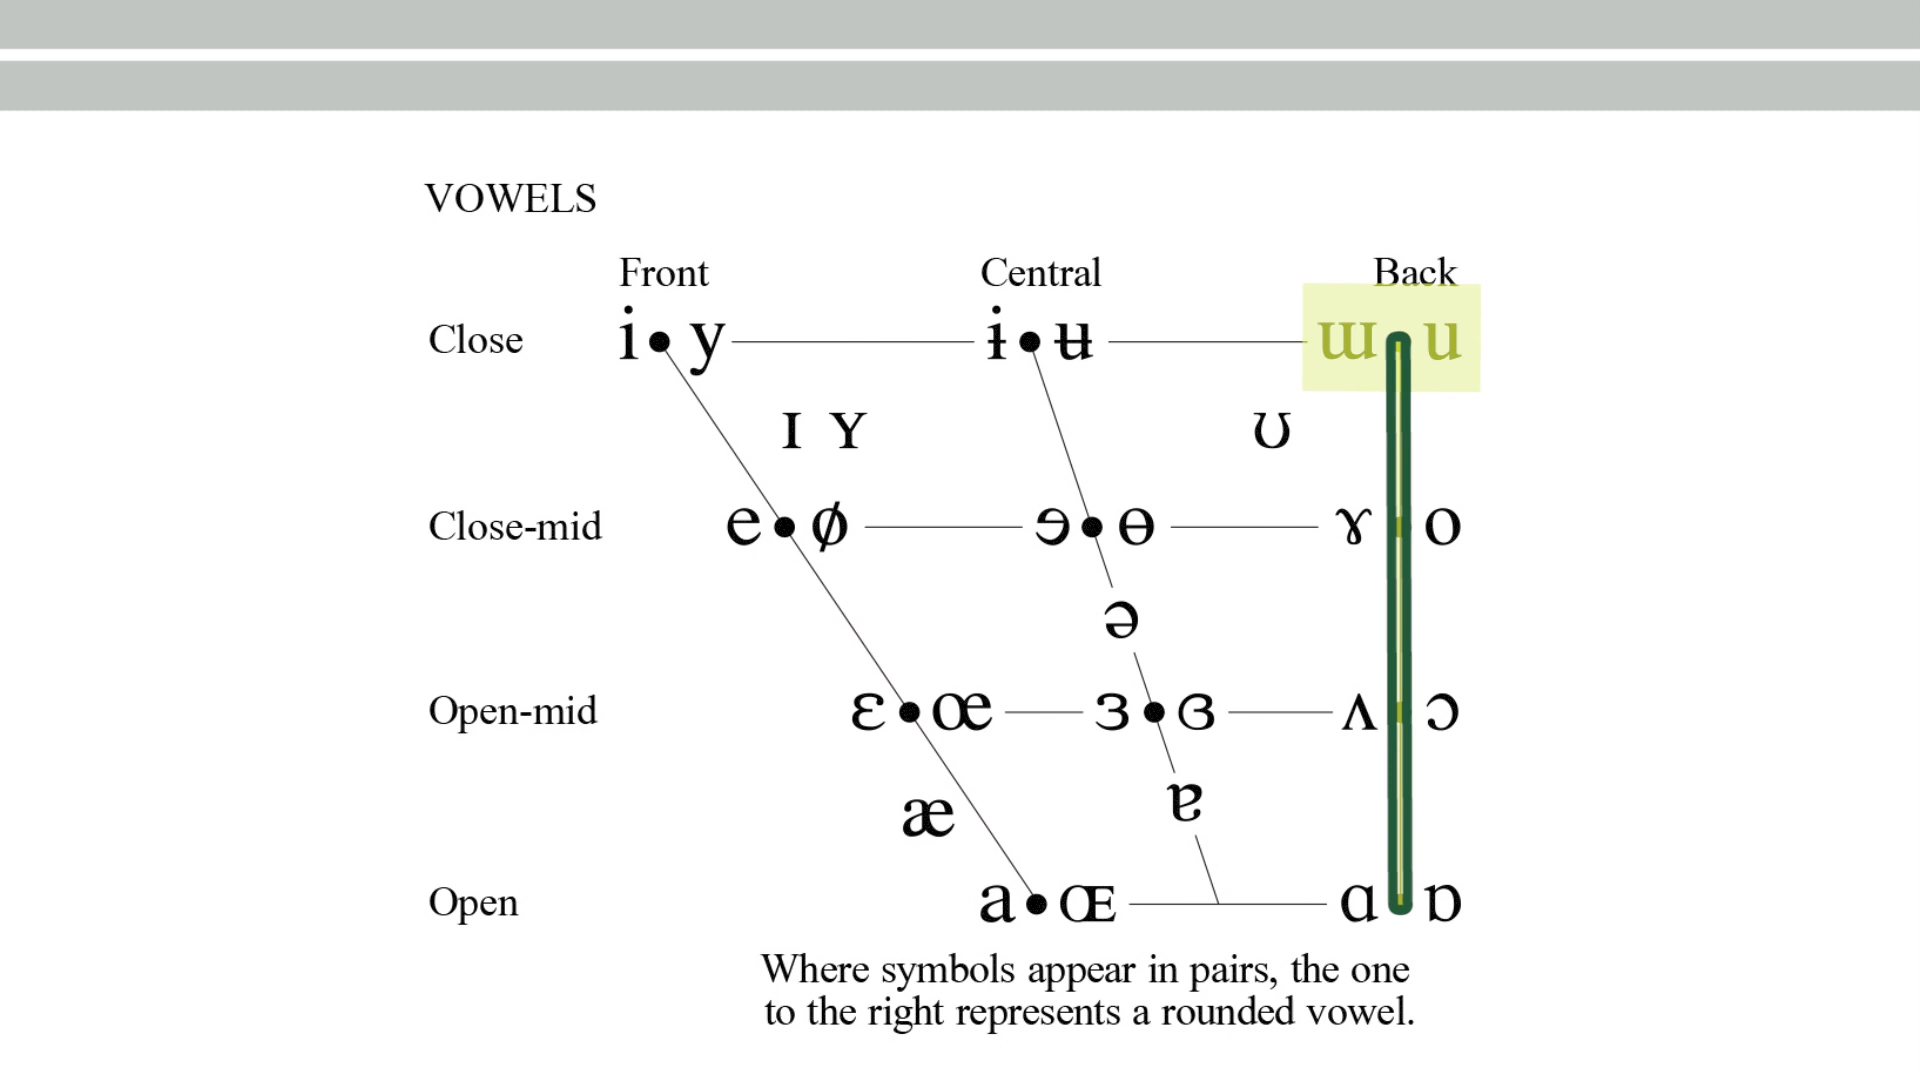 VOWELS
Front Central Back
Close i y ɨ ʉ ɯ u
ɪ ʏ ʊ
Close-mid e ø ɘ ɵ ɤ o
ə
Open-mid ɛ œ ɜ ɞ ʌ ɔ
æ ɐ
Open a ɶ ɑ ɒ
Where symbols appear in pairs, the one
to the right represents a rounded vowel.